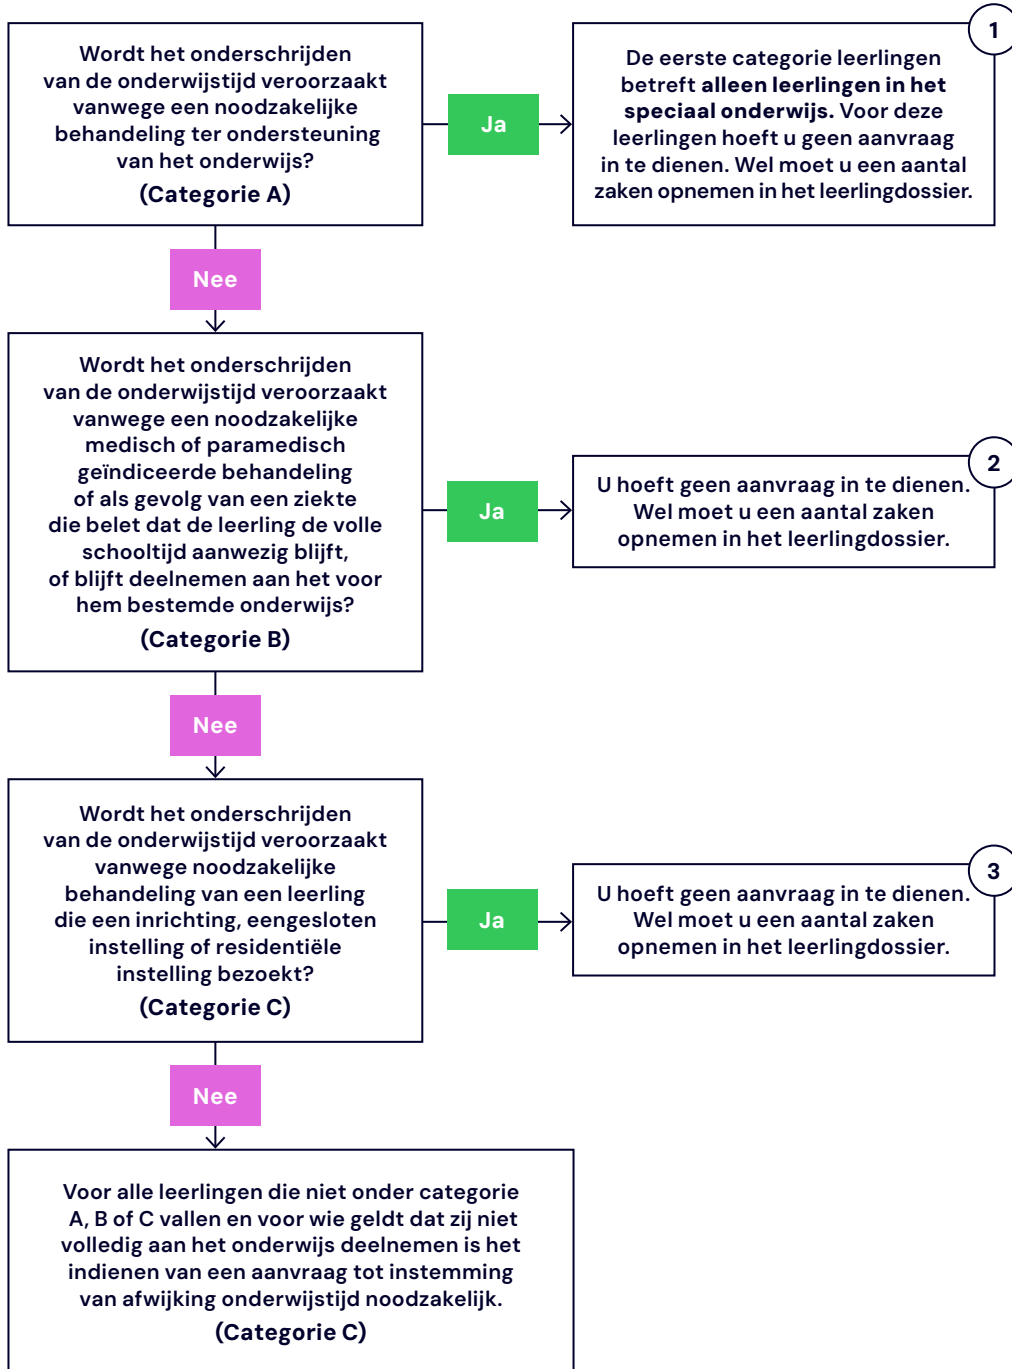 Wordt het onderschrijden
van de onderwijstijd veroorzaakt
vanwege een noodzakelijke
behandeling ter ondersteuning
van het onderwijs?
(Categorie A)
Ja
1
De eerste categorie leerlingen
betreft alleen leerlingen in het
speciaal onderwijs. Voor deze
leerlingen hoeft u geen aanvraag
in te dienen. Wel moet u een aantal
zaken opnemen in het leerlingdossier.
Nee
Wordt het onderschrijden
van de onderwijstijd veroorzaakt
vanwege een noodzakelijke
medisch of paramedisch
geïndiceerde behandeling
of als gevolg van een ziekte
die belet dat de leerling de volle
schooltijd aanwezig blijft,
of blijft deelnemen aan het voor
hem bestemde onderwijs?
(Categorie B)
Ja
2
U hoeft geen aanvraag in te dienen.
Wel moet u een aantal zaken
opnemen in het leerlingdossier.
Nee
Wordt het onderschrijden
van de onderwijstijd veroorzaakt
vanwege noodzakelijke
behandeling van een leerling
die een inrichting, eengesloten
instelling of residentiële
instelling bezoekt?
(Categorie C)
Ja
3
U hoeft geen aanvraag in te dienen.
Wel moet u een aantal zaken
opnemen in het leerlingdossier.
Nee
Voor alle leerlingen die niet onder categorie
A, B of C vallen en voor wie geldt dat zij niet
volledig aan het onderwijs deelnemen is het
indienen van een aanvraag tot instemming
van afwijking onderwijstijd noodzakelijk.
(Categorie C)